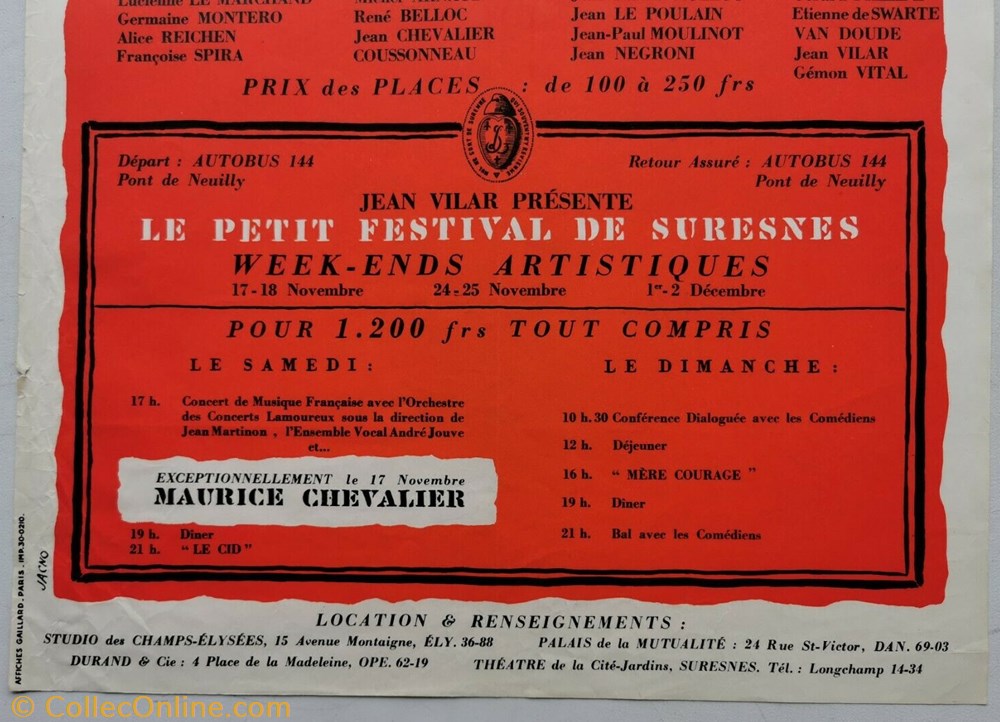 Germaine MONTERO
Alice REICHEN
Françoise SPIRA
René BELLOC
Jean CHEVALIER
COUSSONNEAU
Jean LE POULAIN
Jean-Paul MOULINOT
Jean NEGRONI
Etienne de SWARTE
VAN DOUDE
Jean VILAR
Gémon VITAL
PRIX des PLACES : de 100 à 250 frs
Départ : AUTOBUS 144
Pont de Neuilly
Retour Assuré : AUTOBUS 144
Pont de Neuilly
JEAN VILAR PRÉSENTE
LE PETIT FESTIVAL DE SURESNES
WEEK-ENDS ARTISTIQUES
17-18 Novembre 24-25 Novembre 1er-2 Décembre
POUR 1.200 frs TOUT COMPRIS
LE SAMEDI :
17 h. Concert de Musique Française avec l'Orchestre
des Concerts Lamoureux sous la direction de
Jean Martinon , l'Ensemble Vocal André Jouve
et...
EXCEPTIONNELLEMENT le 17 Novembre
MAURICE CHEVALIER
19 h. Dîner
21 h. " LE CID "
LE DIMANCHE :
10 h. 30 Conférence Dialoguée avec les Comédiens
12 h. Déjeuner
16 h. " MÈRE COURAGE "
19 h. Dîner
21 h. Bal avec les Comédiens
AFFICHES GAILLARD. PARIS. IMP. 30-0210.
JACNO
LOCATION & RENSEIGNEMENTS :
STUDIO des CHAMPS-ÉLYSÉES, 15 Avenue Montaigne, ÉLY. 36-88 PALAIS de la MUTUALITÉ : 24 Rue St-Victor, DAN. 69-03
DURAND & Cie : 4 Place de la Madeleine, OPE. 62-19 THÉATRE de la Cité-Jardins, SURESNES. Tél. : Longchamp 14-34
© CollecOnline.com